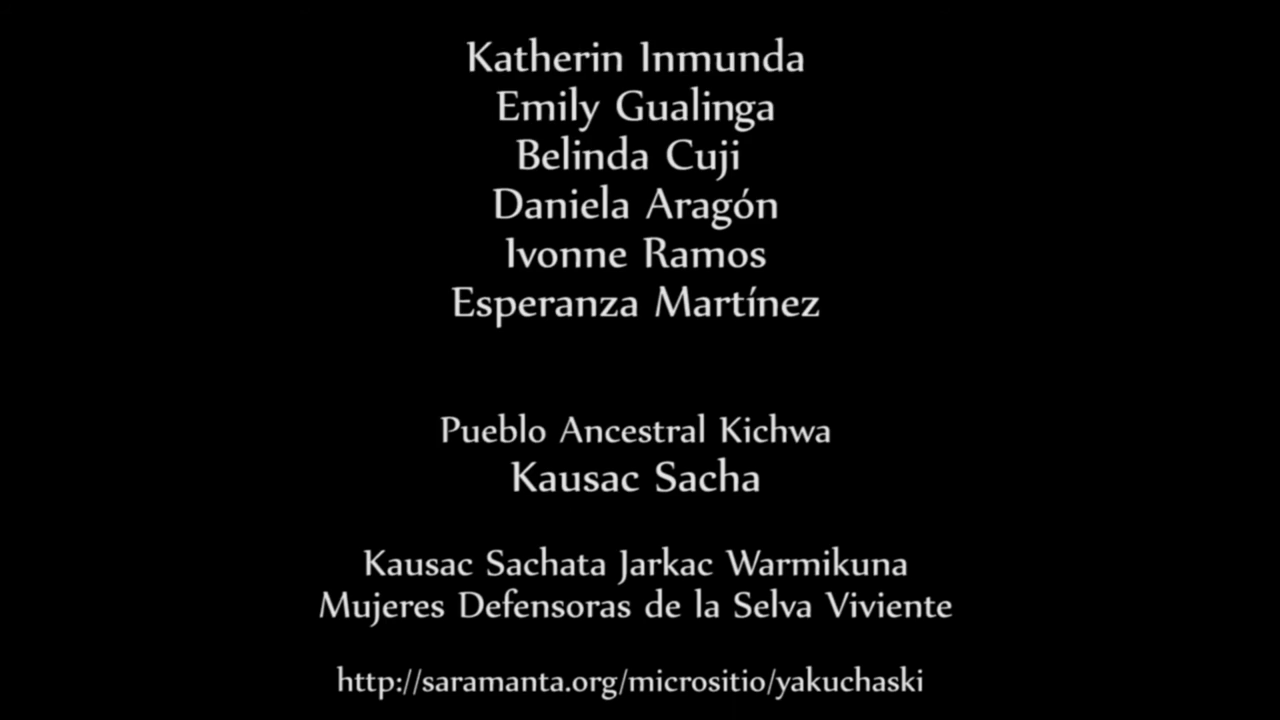 Katherin Inmunda
Emily Gualinga
Belinda Cuji
Daniela Aragón
Ivonne Ramos
Esperanza Martínez
Pueblo Ancestral Kichwa
Kausac Sacha
Kausac Sachata Jarkac Warmikuna
Mujeres Defensoras de la Selva Viviente
http://saramanta.org/micrositio/yakuchaski